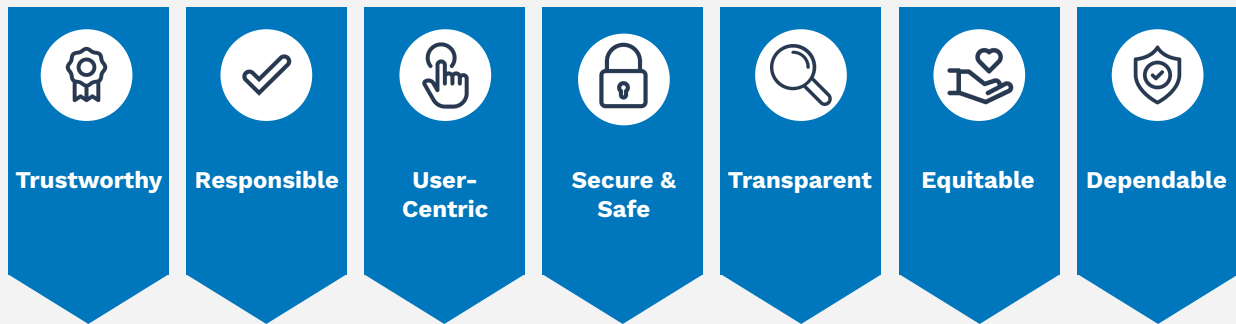 Trustworthy
Responsible
User-
Centric
Secure &
Safe
Transparent
Equitable
Dependable